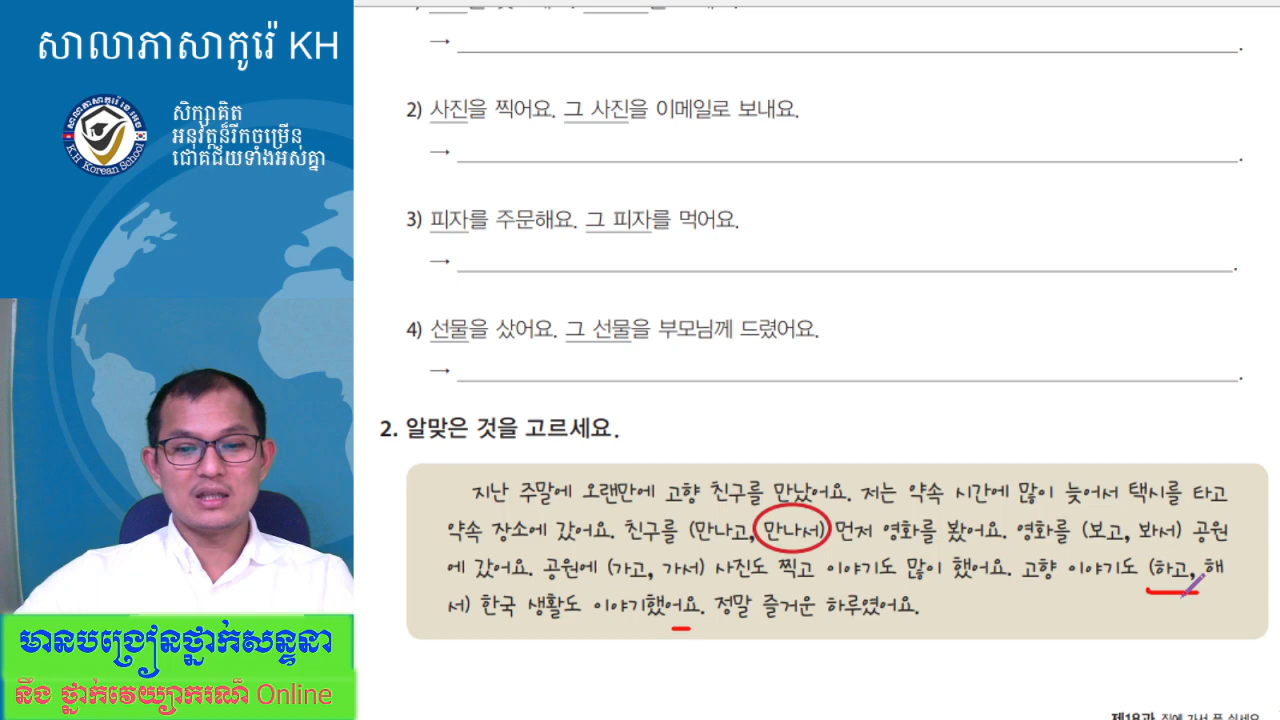 សាលាភាសាកូរ៉េ KH
សាលាភាសាកូរ៉េ ខេ អេច
K.H Korean School
សិក្សាគិត
អនុវត្តន៍រីកចម្រើន
ជោគជ័យទាំងអស់គ្នា
មានបង្រៀនថ្នាក់សន្ទនា
និង ថ្នាក់វេយ្យាករណ៍ Online
→ .
2) 사진을 찍어요. 그 사진을 이메일로 보내요.
→ .
3) 피자를 주문해요. 그 피자를 먹어요.
→ .
4) 선물을 샀어요. 그 선물을 부모님께 드렸어요.
→ .
2. 알맞은 것을 고르세요.
지난 주말에 오랜만에 고향 친구를 만났어요. 저는 약속 시간에 많이 늦어서 택시를 타고
약속 장소에 갔어요. 친구를 (만나고, 만나서) 먼저 영화를 봤어요. 영화를 (보고, 봐서) 공원
에 갔어요. 공원에 (가고, 가서) 사진도 찍고 이야기도 많이 했어요. 고향 이야기도 (하고, 해
서) 한국 생활도 이야기했어요. 정말 즐거운 하루였어요.